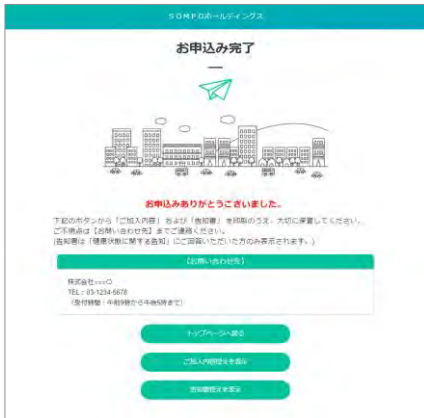 SOMPOホールディングス
お申込み完了
お申込みありがとうございました。
下記のボタンから「ご加入内容」および「告知書」を印刷のうえ、大切に保管してください。
ご不明点は【お問い合わせ先】までご連絡ください。
(告知書は「健康状態に関する告知」にご回答いただいた方のみ表示されます。)
【お問い合わせ先】
株式会社○○○○
TEL：03-1234-5678
（受付時間：午前9時から午後5時まで）
トップページへ戻る
ご加入内容控えを表示
告知書控えを表示